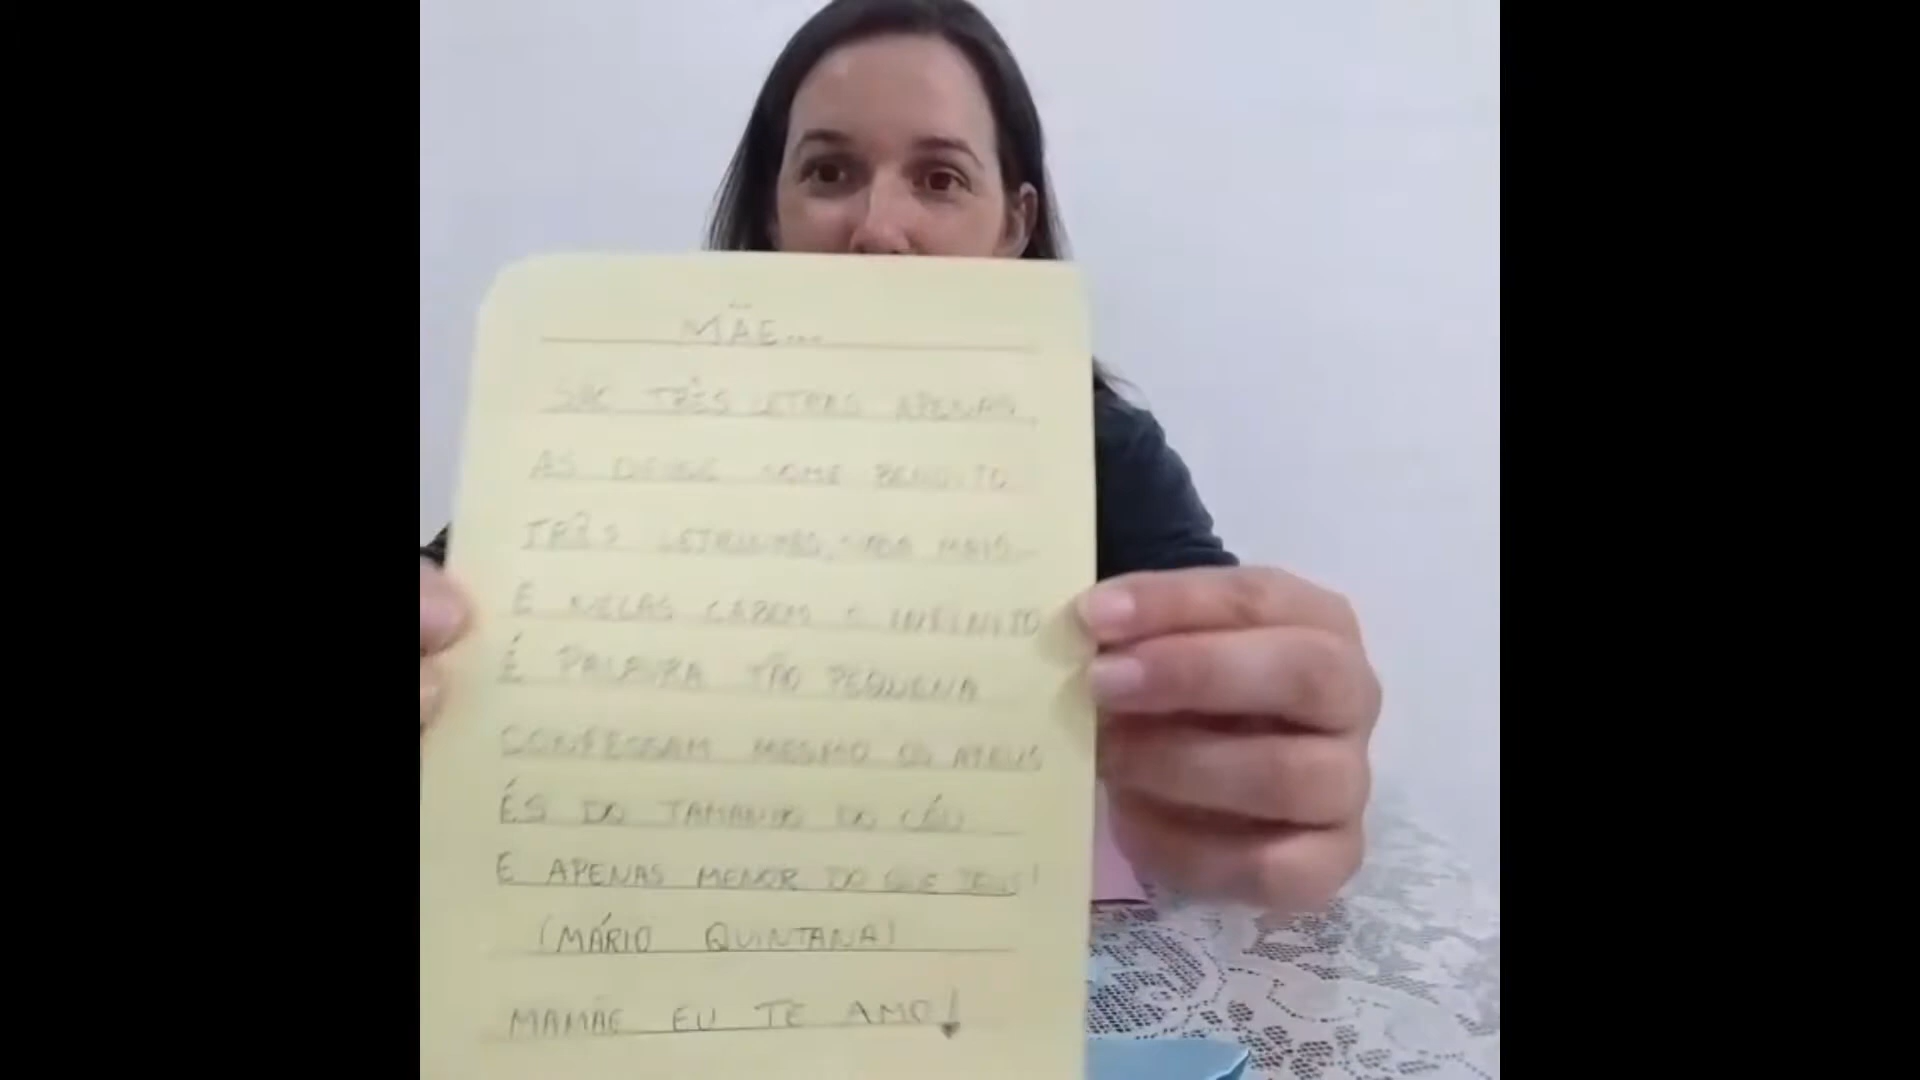 MÃE...
SÃO TRÊS LETRAS APENAS,
AS DESSE NOME BENDITO
TRÊS LETRINHAS, NADA MAIS...
E NELAS CABEM O INFINITO
É PALAVRA TÃO PEQUENA
CONFESSAM MESMO OS ATEUS
ÉS DO TAMANHO DO CÉU
E APENAS MENOR DO QUE DEUS!
(MÁRIO QUINTANA)
MAMÃE EU TE AMO!